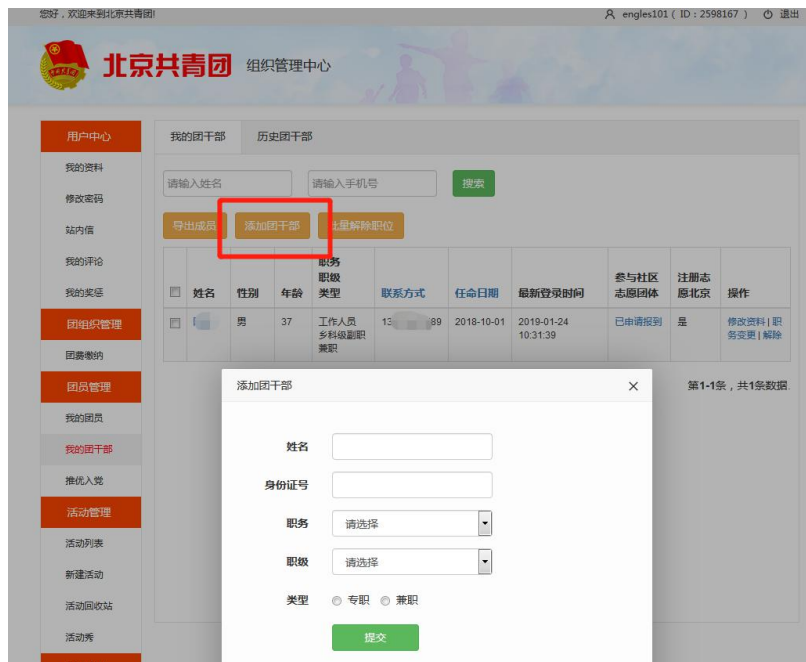 您好，欢迎来到北京共青团!
engles101 ( ID : 2598167 ) 退出
北京共青团 组织管理中心
用户中心
我的资料
修改密码
站内信
我的评论
我的奖惩
团组织管理
团费缴纳
团员管理
我的团员
我的团干部
推优入党
活动管理
活动列表
新建活动
活动回收站
活动秀
我的团干部 历史团干部
请输入姓名 请输入手机号 搜索
导出成员 添加团干部 批量解除职位
姓名 性别 年龄 职务 职级 类型 联系方式 任命日期 最新登录时间 参与社区志愿团体 注册志愿北京 操作
男 37 工作人员 乡科级副职 兼职 13 89 2018-10-01 2019-01-24 10:31:39 已申请报到 是 修改资料 | 职务变更 | 解除
第1-1条，共1条数据.
添加团干部 ×
姓名
身份证号
职务 请选择
职级 请选择
类型 专职 兼职
提交